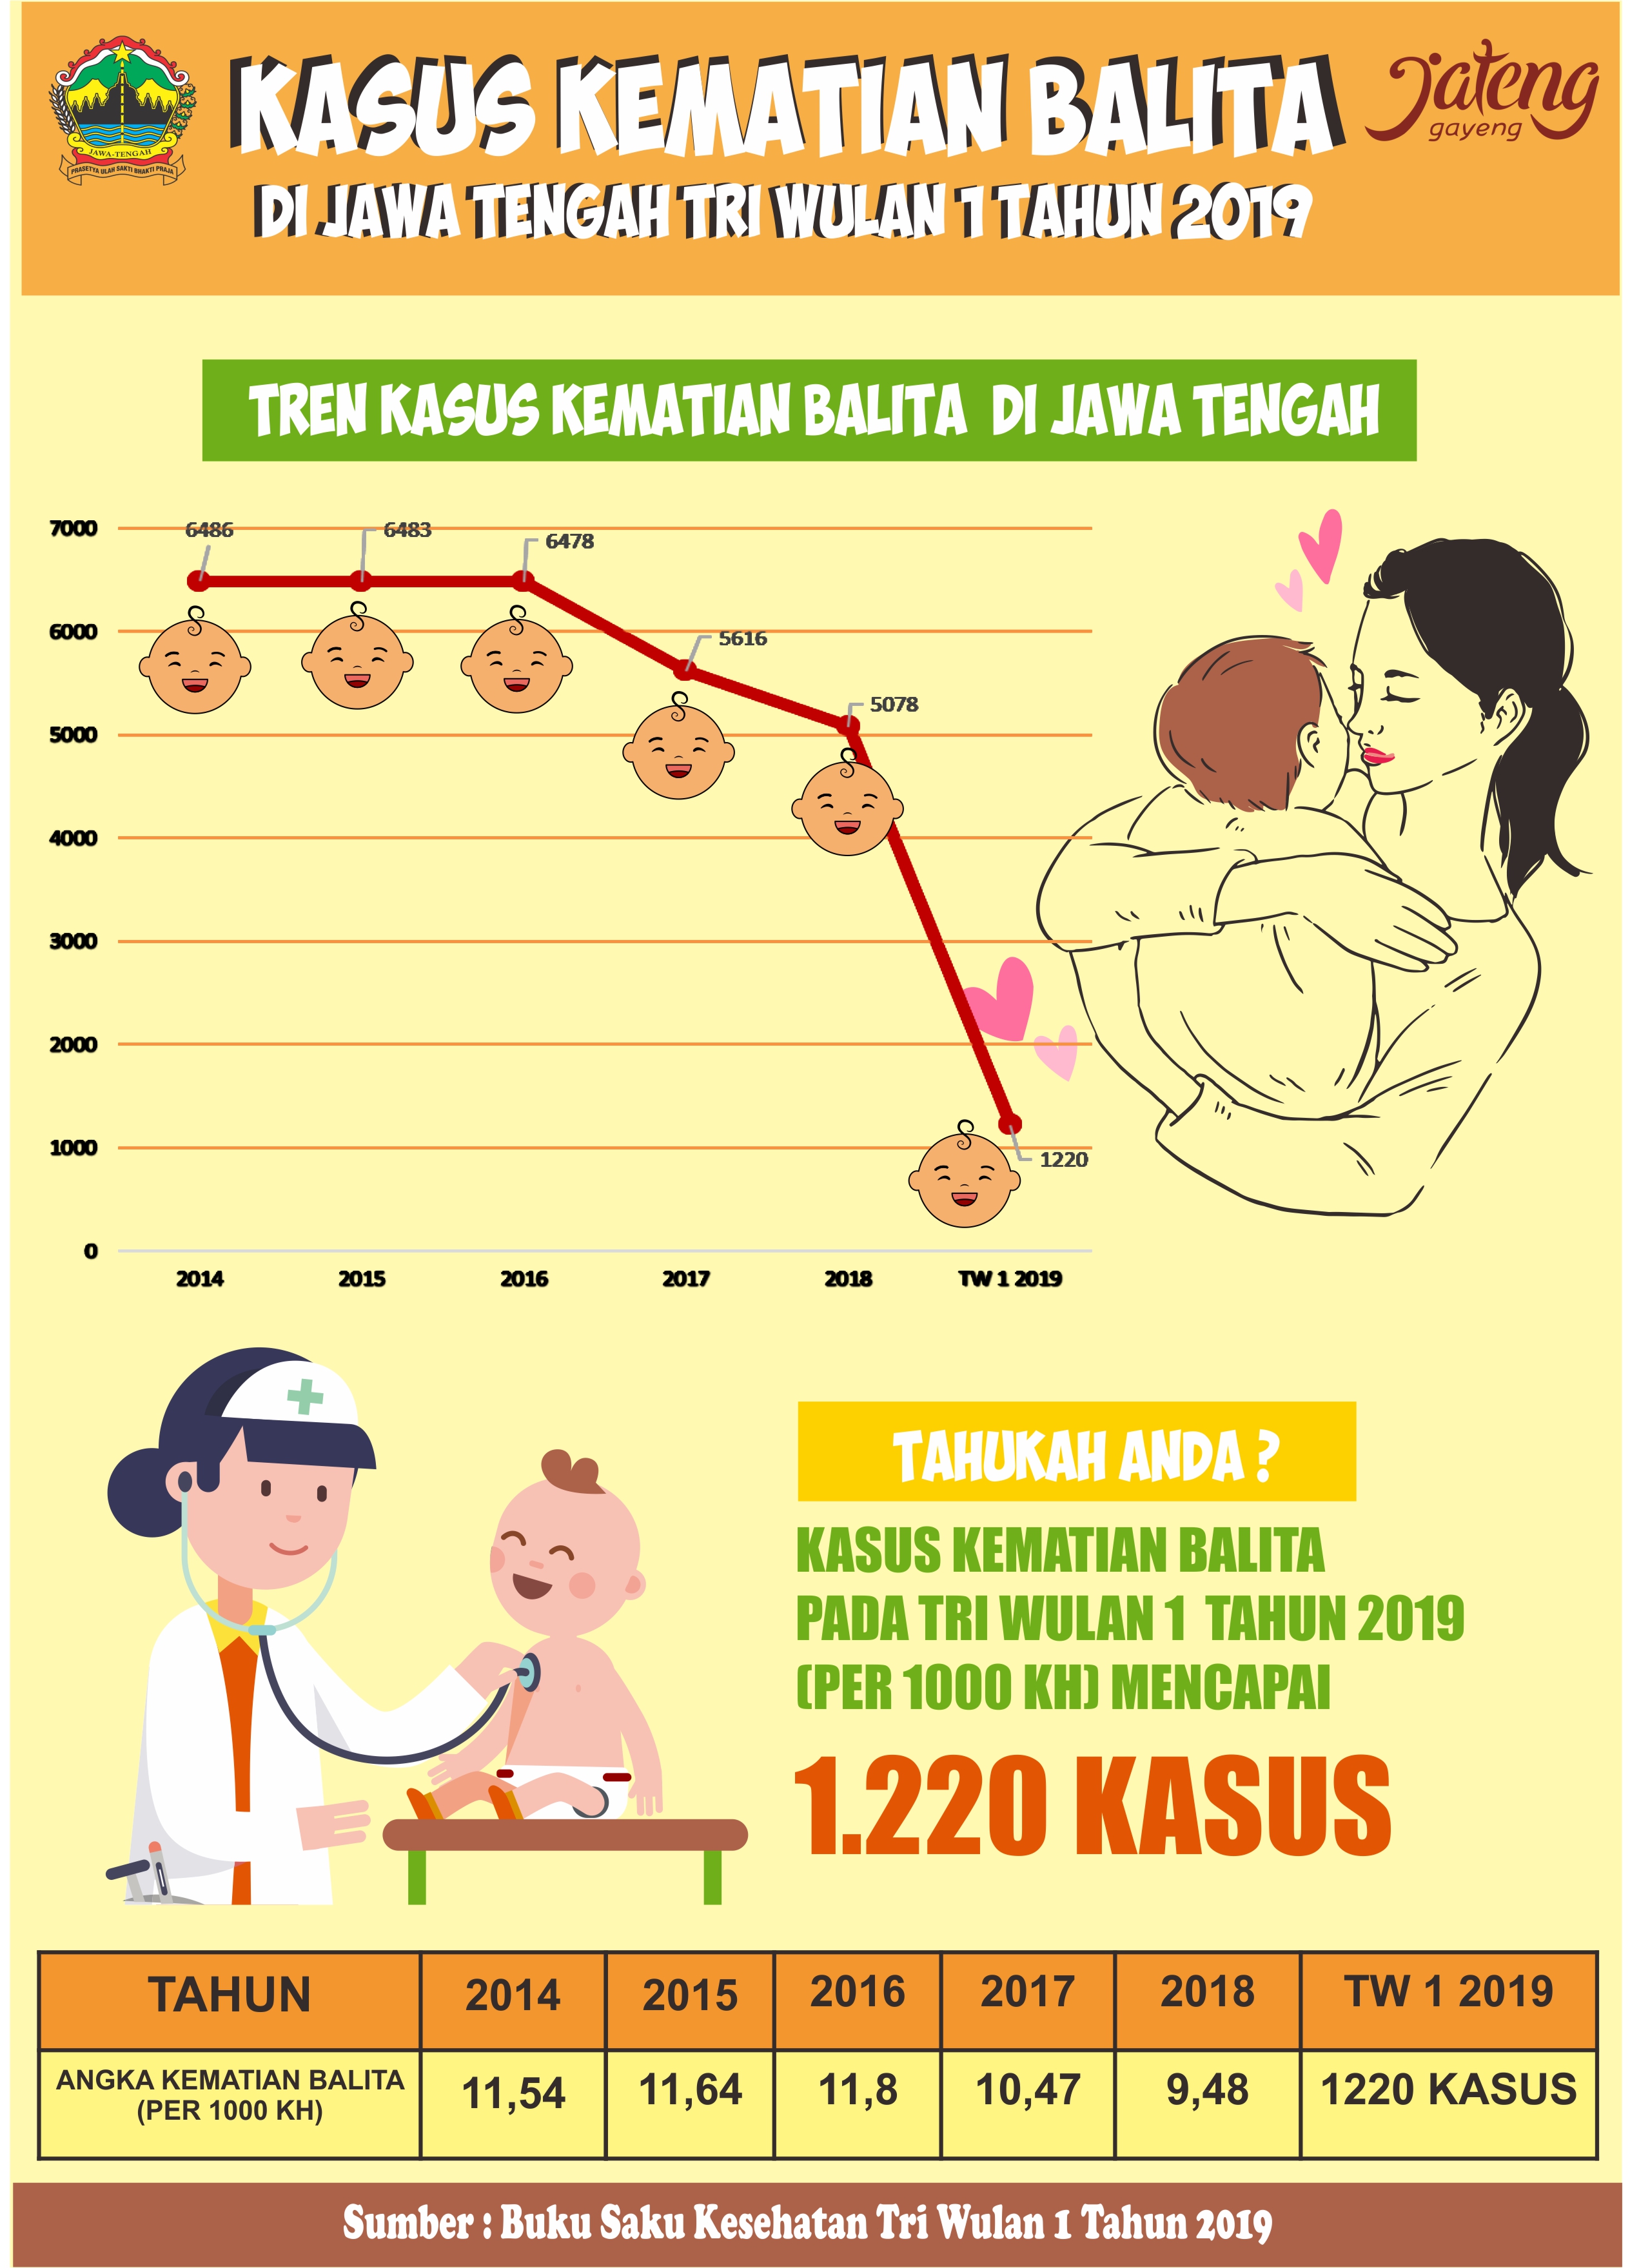 JAWA-TENGAH
PRASETYA ULAH SAKTI BHAKTI PRAJA
KASUS KEMATIAN BALITA
DI JAWA TENGAH TRI WULAN 1 TAHUN 2019
Jateng
gayeng
TREN KASUS KEMATIAN BALITA DI JAWA TENGAH
7000
6000
5000
4000
3000
2000
1000
0
6486
6483
6478
5616
5078
1220
2014 2015 2016 2017 2018 TW 1 2019
TAHUKAH ANDA ?
KASUS KEMATIAN BALITA
PADA TRI WULAN 1 TAHUN 2019
(PER 1000 KH) MENCAPAI
1.220 KASUS
TAHUN 2014 2015 2016 2017 2018 TW 1 2019
ANGKA KEMATIAN BALITA
(PER 1000 KH) 11,54 11,64 11,8 10,47 9,48 1220 KASUS
Sumber : Buku Saku Kesehatan Tri Wulan 1 Tahun 2019